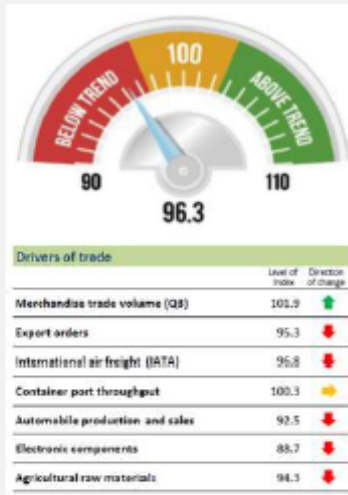 BELOW TREND
100
ABOVE TREND
90
110
96.3
Drivers of trade
Level of Index
Direction of change
Merchandise trade volume (Q3) 101.9
Export orders 95.3
International air freight (IATA) 96.8
Container port throughput 100.3
Automobile production and sales 92.5
Electronic components 88.7
Agricultural raw materials 94.3